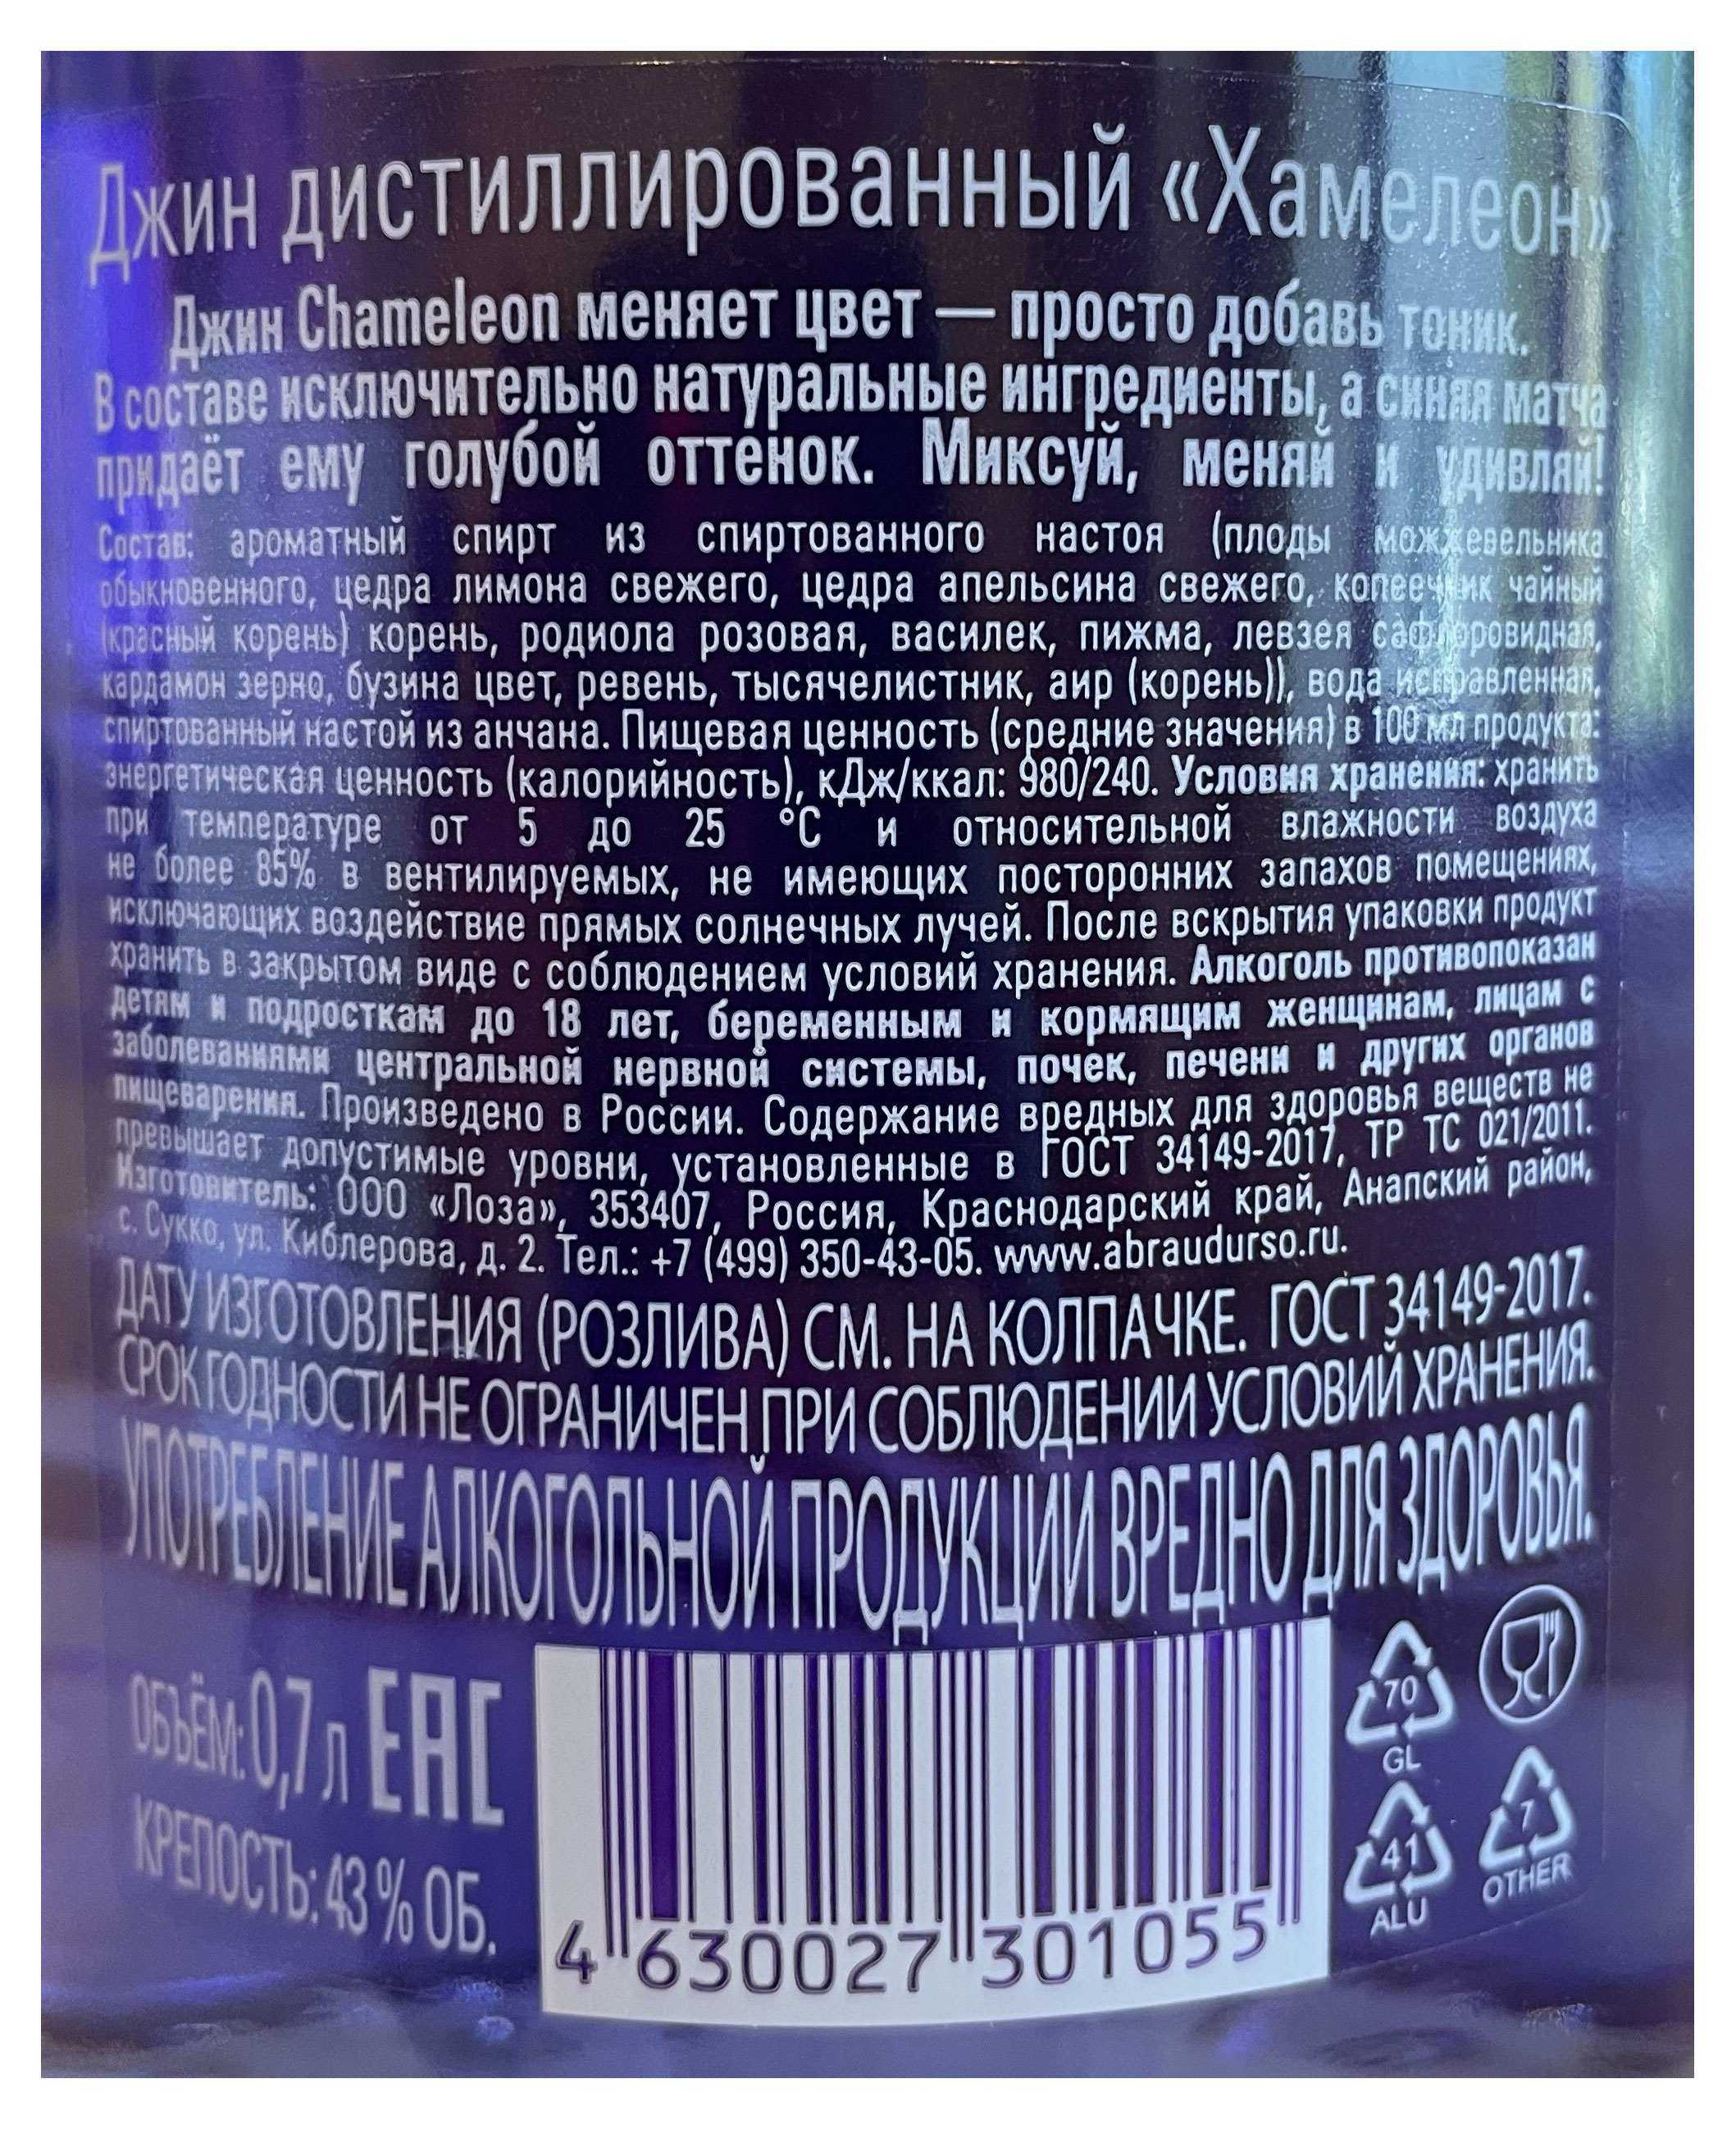 Джин дистиллированный «Хамелеон»
Джин Chameleon меняет цвет — просто добавь тоник.
В составе исключительно натуральные ингредиенты, а синяя матча
придаёт ему голубой оттенок. Миксуй, меняй и удивляй!
Состав: ароматный спирт из спиртованного настоя (плоды можжевельника
обыкновенного, цедра лимона свежего, цедра апельсина свежего, копеечник чайный
(красный корень) корень, родиола розовая, василек, пижма, левзея сафлоровидная,
кардамон зерно, бузина цвет, ревень, тысячелистник, аир (корень)), вода исправленная,
спиртованный настой из анчана. Пищевая ценность (средние значения) в 100 мл продукта:
энергетическая ценность (калорийность), кДж/ккал: 980/240. Условия хранения: хранить
при температуре от 5 до 25 °C и относительной влажности воздуха
не более 85% в вентилируемых, не имеющих посторонних запахов помещениях,
исключающих воздействие прямых солнечных лучей. После вскрытия упаковки продукт
хранить в закрытом виде с соблюдением условий хранения. Алкоголь противопоказан
детям и подросткам до 18 лет, беременным и кормящим женщинам, лицам с
заболеваниями центральной нервной системы, почек, печени и других органов
пищеварения. Произведено в России. Содержание вредных для здоровья веществ не
превышает допустимые уровни, установленные в ГОСТ 34149-2017, ТР ТС 021/2011.
Изготовитель: ООО «Лоза», 353407, Россия, Краснодарский край, Анапский район,
с. Сукко, ул. Киблерова, д. 2. Тел.: +7 (499) 350-43-05. www.abraudurso.ru.
ДАТУ ИЗГОТОВЛЕНИЯ (РОЗЛИВА) СМ. НА КОЛПАЧКЕ. ГОСТ 34149-2017.
СРОК ГОДНОСТИ НЕ ОГРАНИЧЕН ПРИ СОБЛЮДЕНИИ УСЛОВИЙ ХРАНЕНИЯ.
УПОТРЕБЛЕНИЕ АЛКОГОЛЬНОЙ ПРОДУКЦИИ ВРЕДНО ДЛЯ ЗДОРОВЬЯ.
ОБЪЁМ: 0,7 л EAC
КРЕПОСТЬ: 43 % ОБ.
4 630027 301055
70
GL
41
ALU
7
OTHER